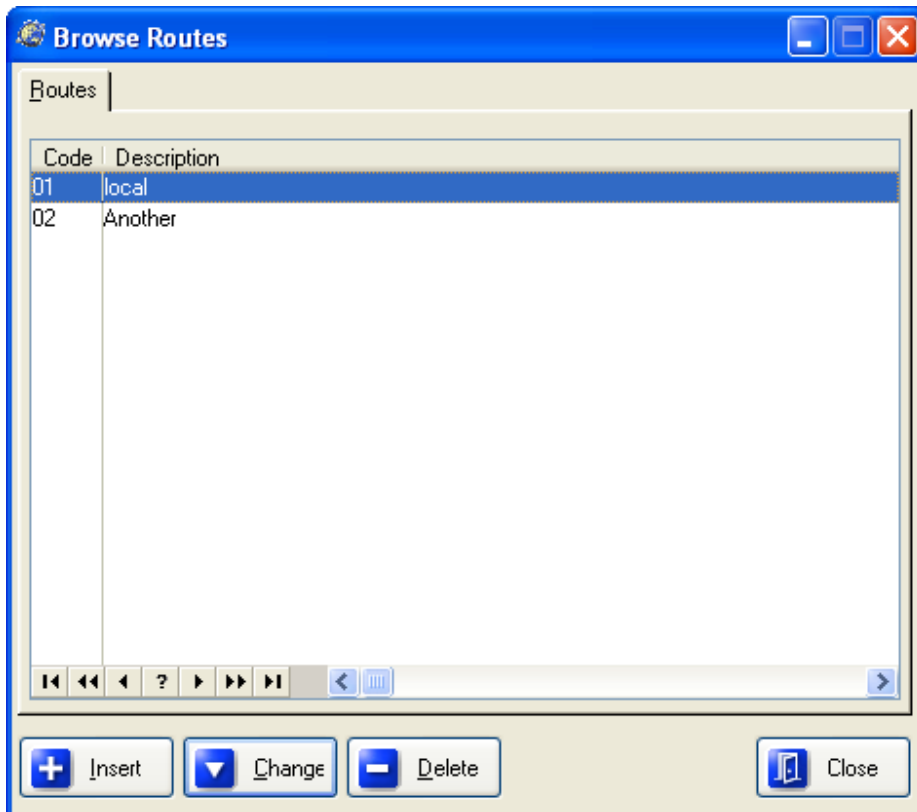 Browse Routes
Routes
Code Description
01 local
02 Another
?
Insert Change Delete Close